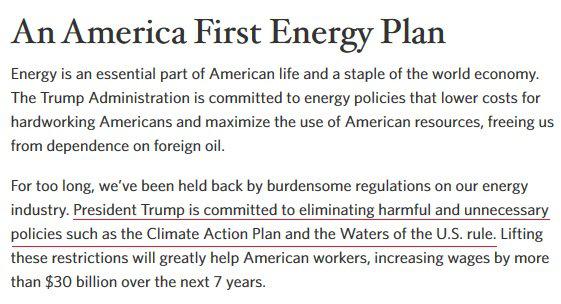 An America First Energy Plan
Energy is an essential part of American life and a staple of the world economy.
The Trump Administration is committed to energy policies that lower costs for
hardworking Americans and maximize the use of American resources, freeing us
from dependence on foreign oil.
For too long, we've been held back by burdensome regulations on our energy
industry. President Trump is committed to eliminating harmful and unnecessary
policies such as the Climate Action Plan and the Waters of the U.S. rule. Lifting
these restrictions will greatly help American workers, increasing wages by more
than $30 billion over the next 7 years.